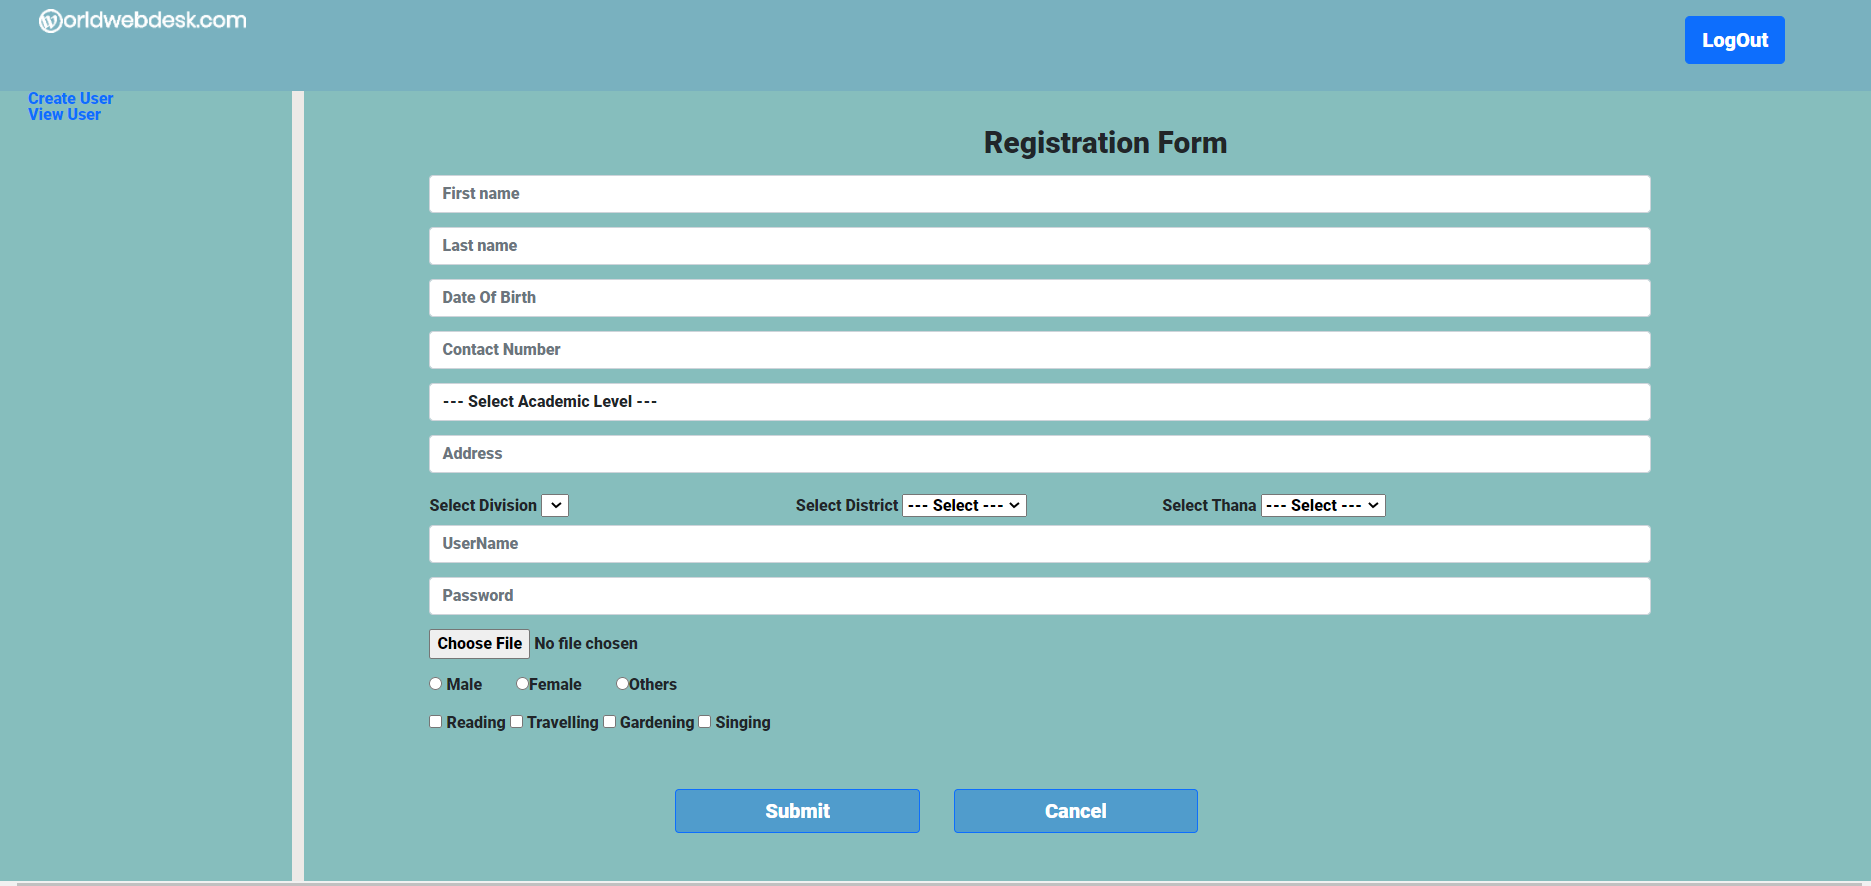 Worldwebdesk.com
LogOut
Create User
View User
Registration Form
First name
Last name
Date Of Birth
Contact Number
--- Select Academic Level ---
Address
Select Division Select District --- Select --- Select Thana --- Select ---
UserName
Password
Choose File No file chosen
Male Female Others
Reading Travelling Gardening Singing
Submit Cancel